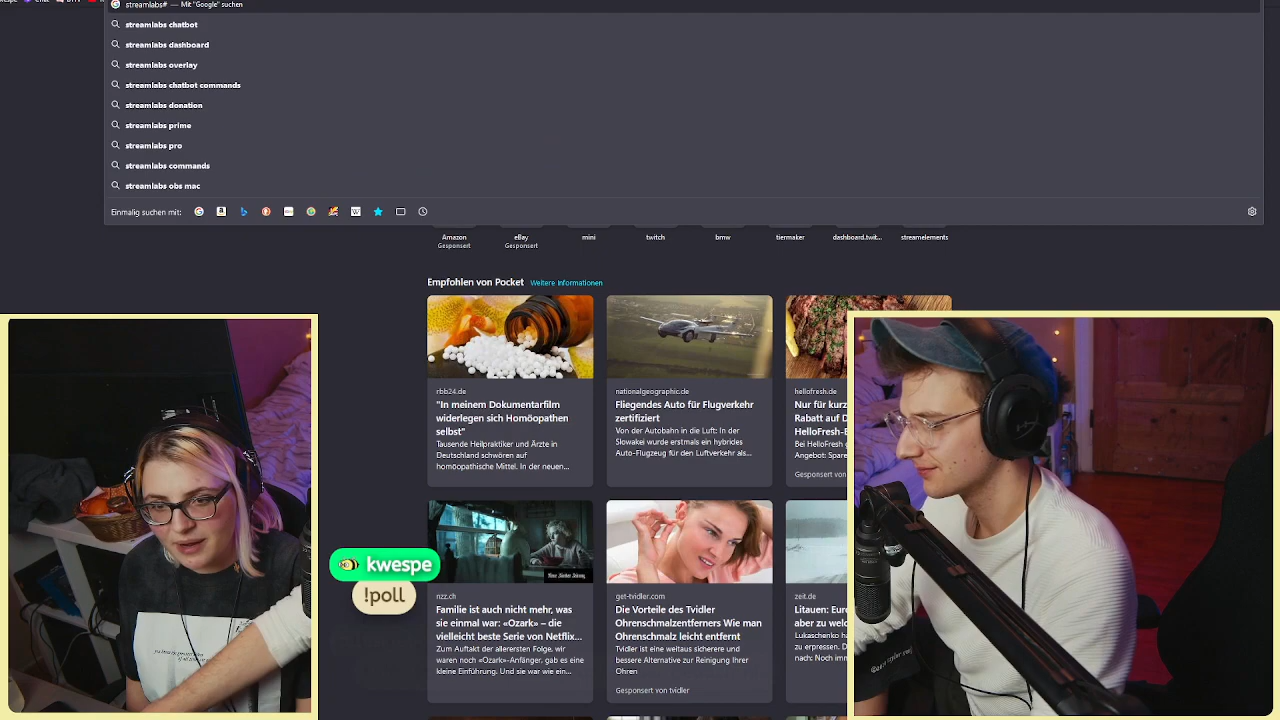 streamlabs# — Mit "Google" suchen
streamlabs chatbot
streamlabs dashboard
streamlabs overlay
streamlabs chatbot commands
streamlabs donation
streamlabs prime
streamlabs pro
streamlabs commands
streamlabs obs mac
Einmalig suchen mit:
Amazon
Gesponsert
eBay
Gesponsert
mini
twitch
bmw
tiermaker
dashboard.twit...
streamelements
Empfohlen von Pocket Weitere Informationen
rbb24.de
"In meinem Dokumentarfilm
widerlegen sich Homöopathen
selbst"
Tausende Heilpraktiker und Ärzte in
Deutschland schwören auf
homöopathische Mittel. In der neuen...
nationalgeographic.de
Fliegendes Auto für Flugverkehr
zertifiziert
Von der Autobahn in die Luft: In der
Slowakei wurde erstmals ein hybrides
Auto-Flugzeug für den Luftverkehr als...
hellofresh.de
Nur für kurz
Rabatt auf D
HelloFresh-E
Bei HelloFresh g
Angebot: Spare
Gesponsert von
kwespe
!poll
nzz.ch
Familie ist auch nicht mehr, was
sie einmal war: «Ozark» – die
vielleicht beste Serie von Netflix...
Zum Auftakt der allerersten Folge, wir
waren noch «Ozark»-Anfänger, gab es eine
kleine Einführung. Und sie war wie ein...
get-tvidler.com
Die Vorteile des Tvidler
Ohrenschmalzentferners Wie man
Ohrenschmalz leicht entfernt
Tvidler ist eine weitaus sicherere und
bessere Alternative zur Reinigung Ihrer
Ohren
Gesponsert von tvidler
zeit.de
Litauen: Eur
aber zu welc
Lukaschenko ha
zu erpressen. D
nach: Noch imm